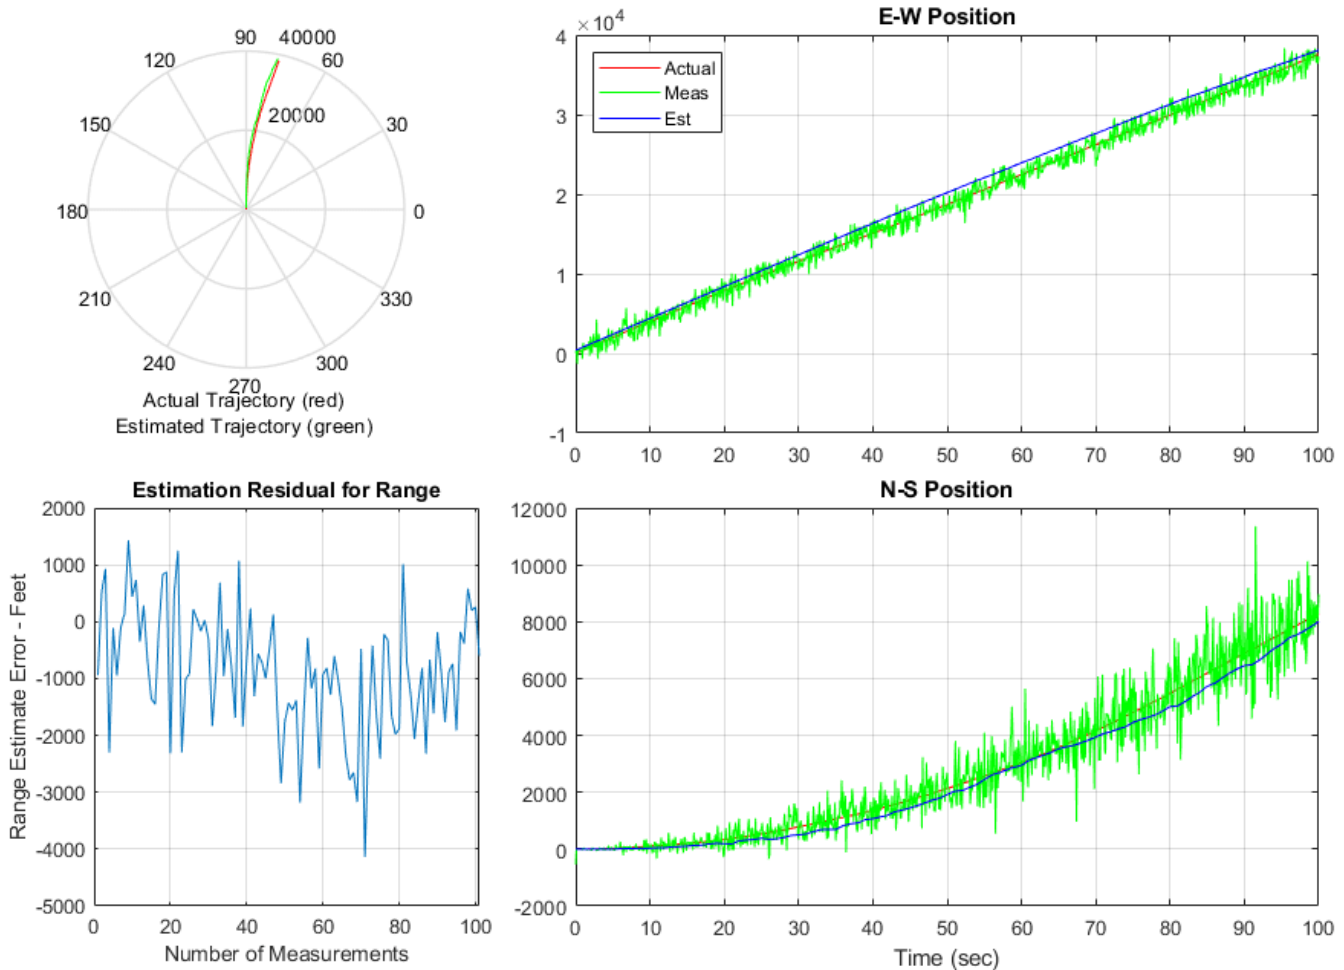 90
40000
120
60
20000
150
30
180
0
210
330
240
300
270
Actual Trajectory (red)
Estimated Trajectory (green)
E-W Position
×10⁴
4
3
2
1
0
-1
Actual
Meas
Est
0 10 20 30 40 50 60 70 80 90 100
Estimation Residual for Range
Range Estimate Error - Feet
2000
1000
0
-1000
-2000
-3000
-4000
-5000
0 20 40 60 80 100
Number of Measurements
N-S Position
12000
10000
8000
6000
4000
2000
0
-2000
0 10 20 30 40 50 60 70 80 90 100
Time (sec)